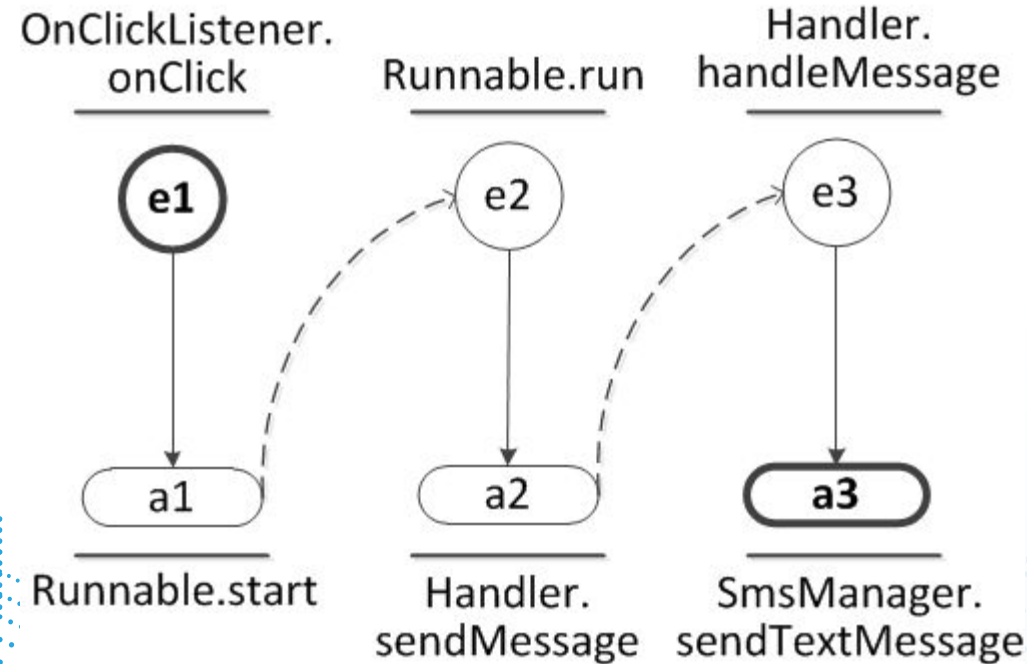 OnClickListener.
onClick
Runnable.run
Handler.
handleMessage
e1
e2
e3
a1
a2
a3
Runnable.start
Handler.
sendMessage
SmsManager.
sendTextMessage